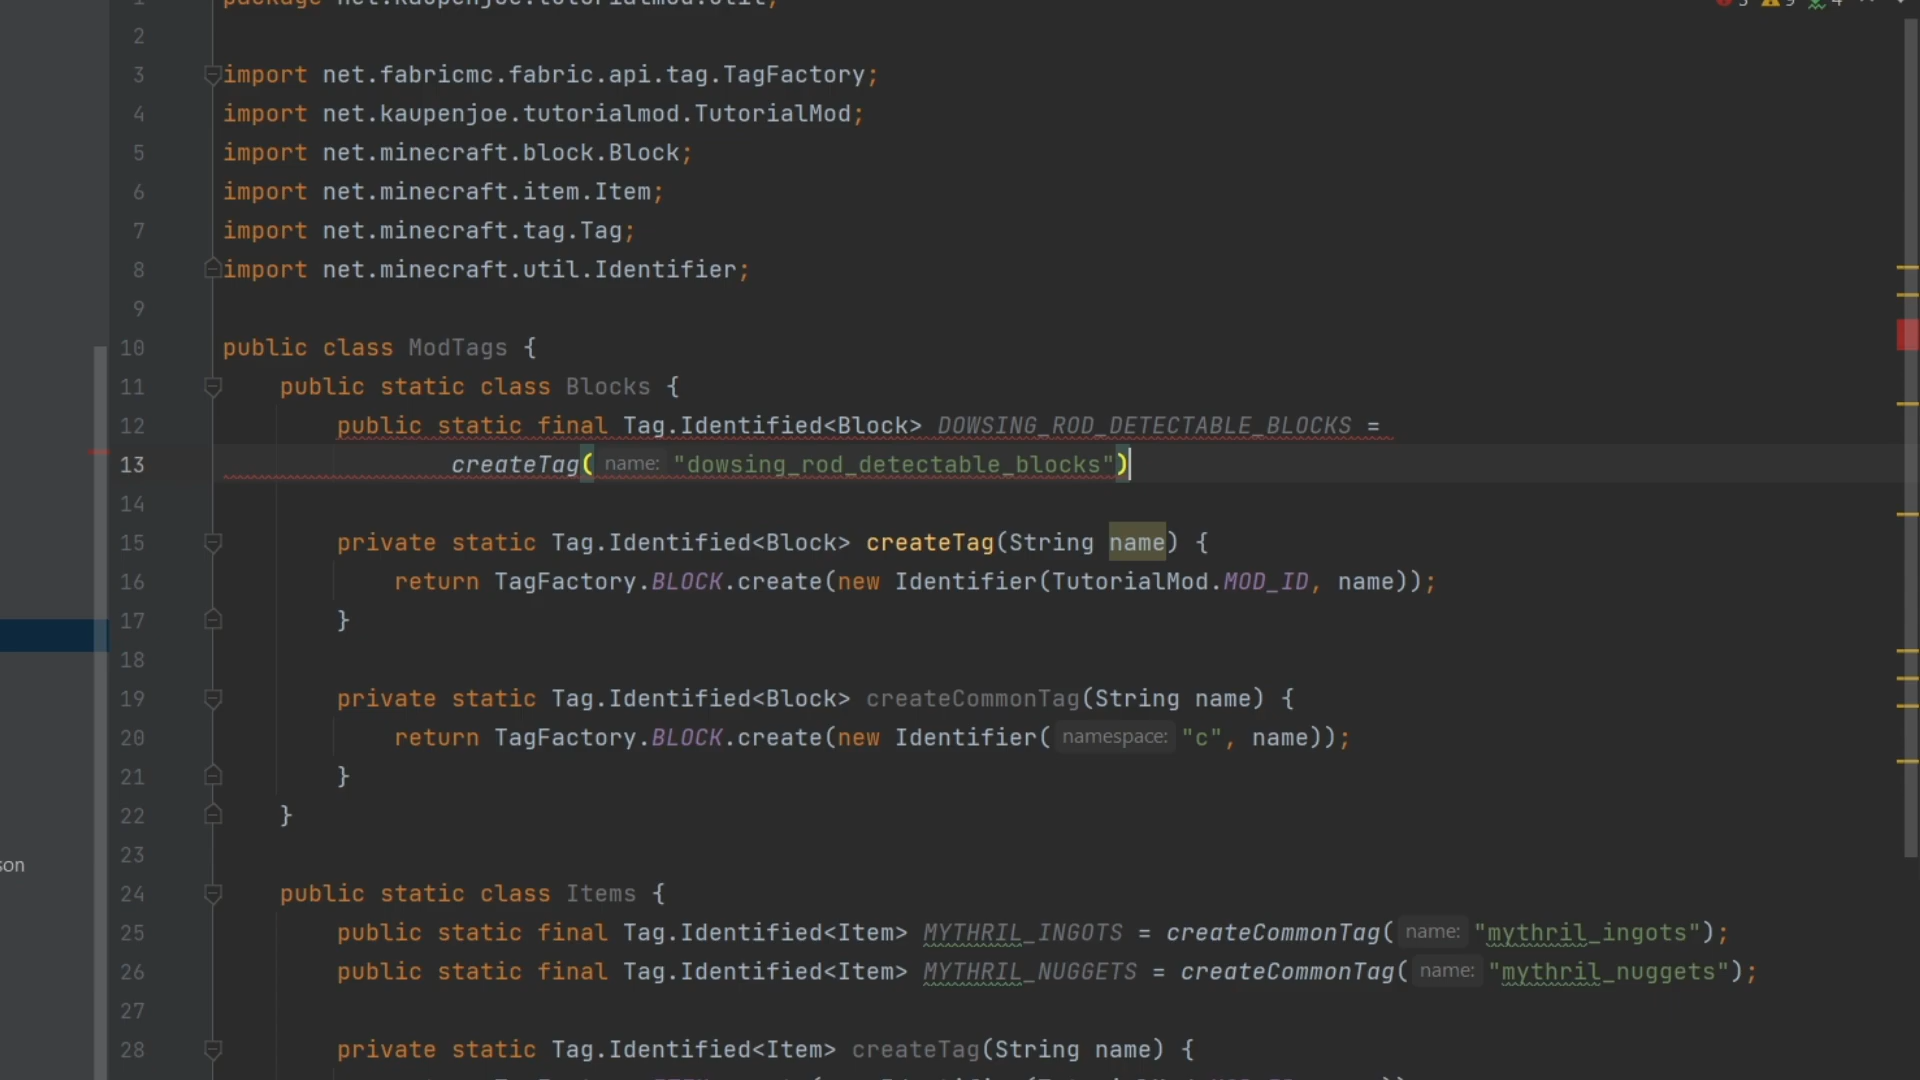 2
3 import net.fabricmc.fabric.api.tag.TagFactory;
4 import net.kaupenjoe.tutorialmod.TutorialMod;
5 import net.minecraft.block.Block;
6 import net.minecraft.item.Item;
7 import net.minecraft.tag.Tag;
8 import net.minecraft.util.Identifier;
9
10 public class ModTags {
11 public static class Blocks {
12 public static final Tag.Identified<Block> DOWSING_ROD_DETECTABLE_BLOCKS =
13 createTag( name: "dowsing_rod_detectable_blocks")
14
15 private static Tag.Identified<Block> createTag(String name) {
16 return TagFactory.BLOCK.create(new Identifier(TutorialMod.MOD_ID, name));
17 }
18
19 private static Tag.Identified<Block> createCommonTag(String name) {
20 return TagFactory.BLOCK.create(new Identifier( namespace: "c", name));
21 }
22 }
23
24 public static class Items {
25 public static final Tag.Identified<Item> MYTHRIL_INGOTS = createCommonTag( name: "mythril_ingots");
26 public static final Tag.Identified<Item> MYTHRIL_NUGGETS = createCommonTag( name: "mythril_nuggets");
27
28 private static Tag.Identified<Item> createTag(String name) {
son